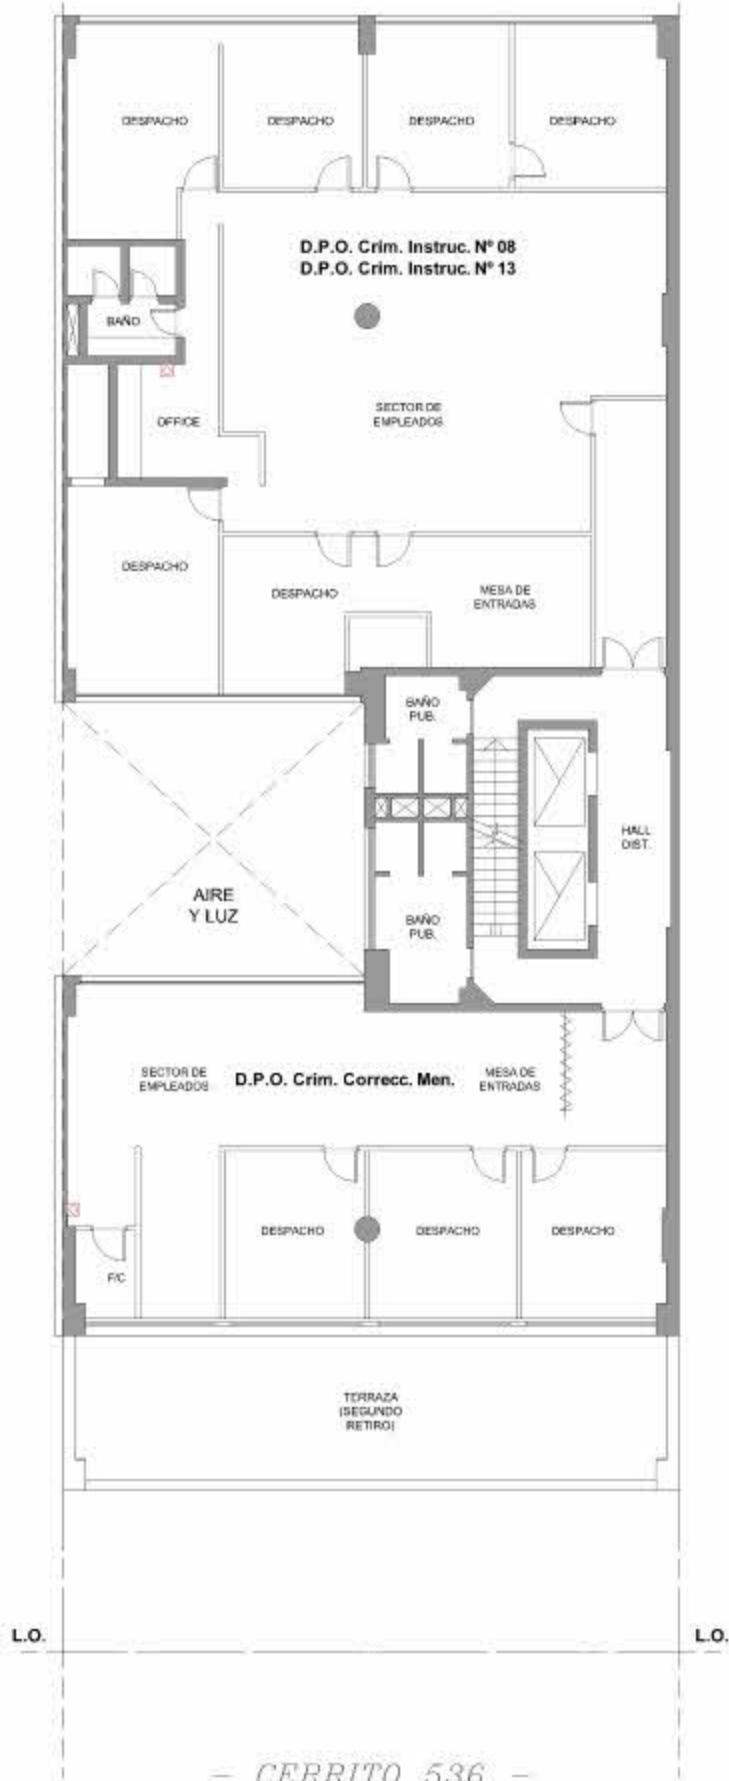 DESPACHO
DESPACHO
DESPACHO
DESPACHO
D.P.O. Crim. Instruc. Nº 08
D.P.O. Crim. Instruc. Nº 13
BAÑO
SECTOR DE
EMPLEADOS
OFFICE
DESPACHO
DESPACHO
MESA DE
ENTRADAS
BAÑO
PUB.
HALL
DIST.
AIRE
Y LUZ
BAÑO
PUB.
SECTOR DE
EMPLEADOS
D.P.O. Crim. Correcc. Men.
MESA DE
ENTRADAS
DESPACHO
DESPACHO
DESPACHO
F/C
TERRAZA
(SEGUNDO
RETIRO)
L.O.
L.O.
- CERRITO 536 -